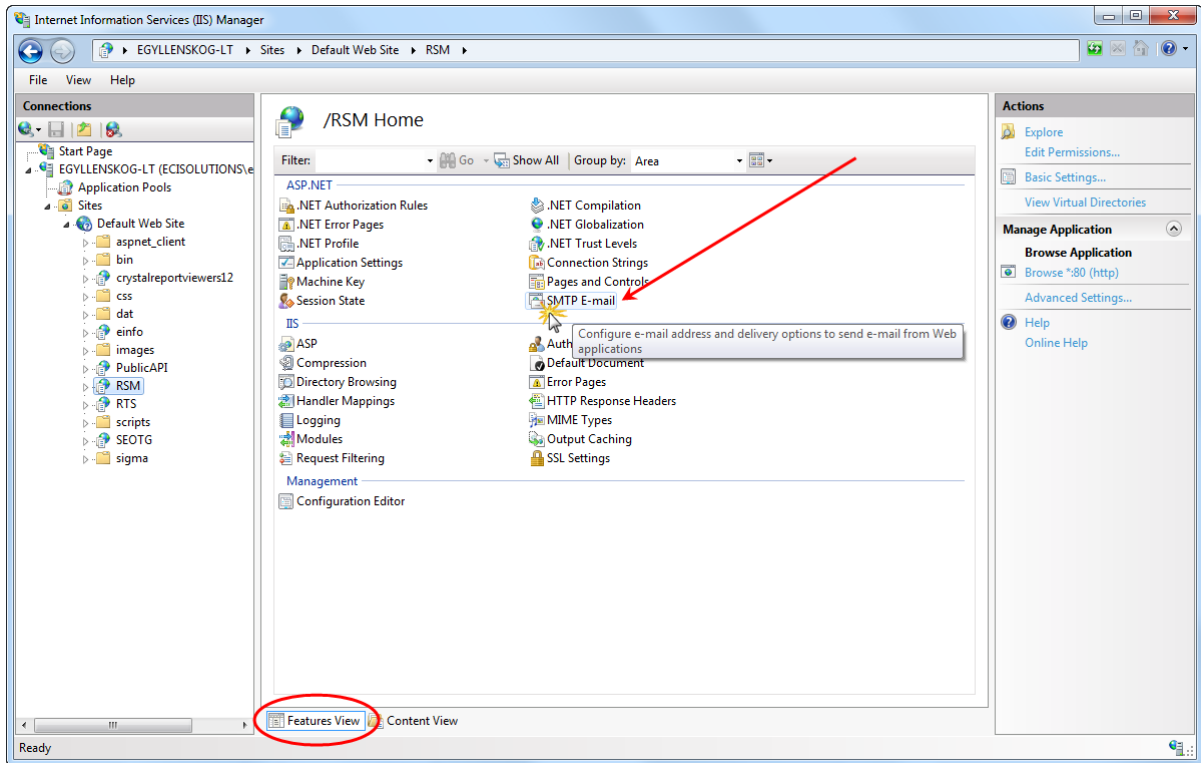 Internet Information Services (IIS) Manager
EGYLLENSKOG-LT Sites Default Web Site RSM
File View Help
Connections
Start Page
EGYLLENSKOG-LT (ECISOLUTIONS\e
Application Pools
Sites
Default Web Site
aspnet_client
bin
crystalreportviewers12
css
dat
einfo
images
PublicAPI
RSM
RTS
scripts
SEOTG
sigma
/RSM Home
Filter: Go Show All Group by: Area
ASP.NET
.NET Authorization Rules .NET Compilation
.NET Error Pages .NET Globalization
.NET Profile .NET Trust Levels
Application Settings Connection Strings
Machine Key Pages and Controls
Session State SMTP E-mail
IIS
Configure e-mail address and delivery options to send e-mail from Web
applications
ASP Auth
Compression Default Document
Directory Browsing Error Pages
Handler Mappings HTTP Response Headers
Logging MIME Types
Modules Output Caching
Request Filtering SSL Settings
Management
Configuration Editor
Features View Content View
Actions
Explore
Edit Permissions...
Basic Settings...
View Virtual Directories
Manage Application
Browse Application
Browse *:80 (http)
Advanced Settings...
Help
Online Help
Ready